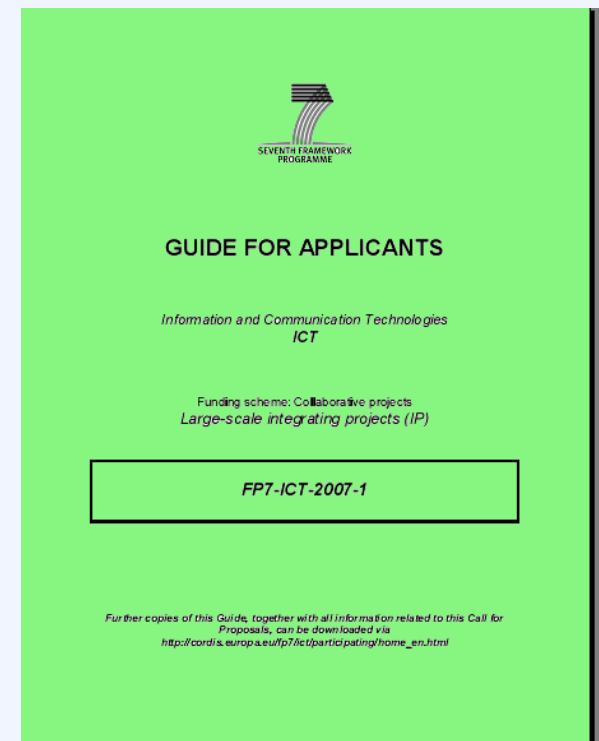 7
SEVENTH FRAMEWORK
PROGRAMME
GUIDE FOR APPLICANTS
Information and Communication Technologies
ICT
Funding scheme: Collaborative projects
Large-scale integrating projects (IP)
FP7-ICT-2007-1
Further copies of this Guide, together with all information related to this Call for
Proposals, can be downloaded via
http://cordis.europa.eu/fp7/ict/participating/home_en.html